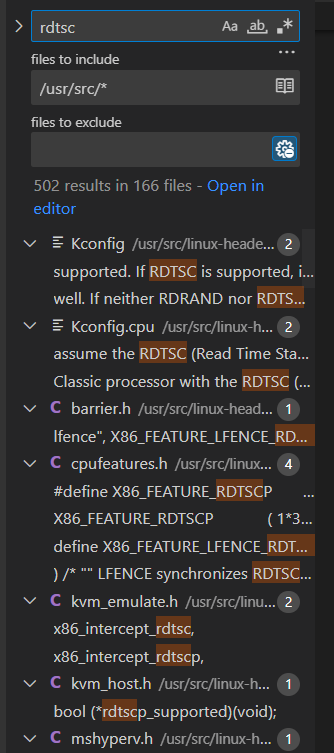 rdtsc
Aa ab .*
files to include
/usr/src/*
files to exclude
502 results in 166 files - Open in
editor
Kconfig /usr/src/linux-heade... 2
supported. If RDTSC is supported, i...
well. If neither RDRAND nor RDTS...
Kconfig.cpu /usr/src/linux-h... 2
assume the RDTSC (Read Time Sta...
Classic processor with the RDTSC (...
C barrier.h /usr/src/linux-head... 1
lfence", X86_FEATURE_LFENCE_RD...
C cpufeatures.h /usr/src/linux... 4
#define X86_FEATURE_RDTSCP ...
X86_FEATURE_RDTSCP ( 1*3...
define X86_FEATURE_LFENCE_RDT...
) /* "" LFENCE synchronizes RDTSC...
C kvm_emulate.h /usr/src/linu... 2
x86_intercept_rdtsc,
x86_intercept_rdtscp,
C kvm_host.h /usr/src/linux-h... 1
bool (*rdtscp_supported)(void);
C mshyperv.h /usr/src/linux-h... 1